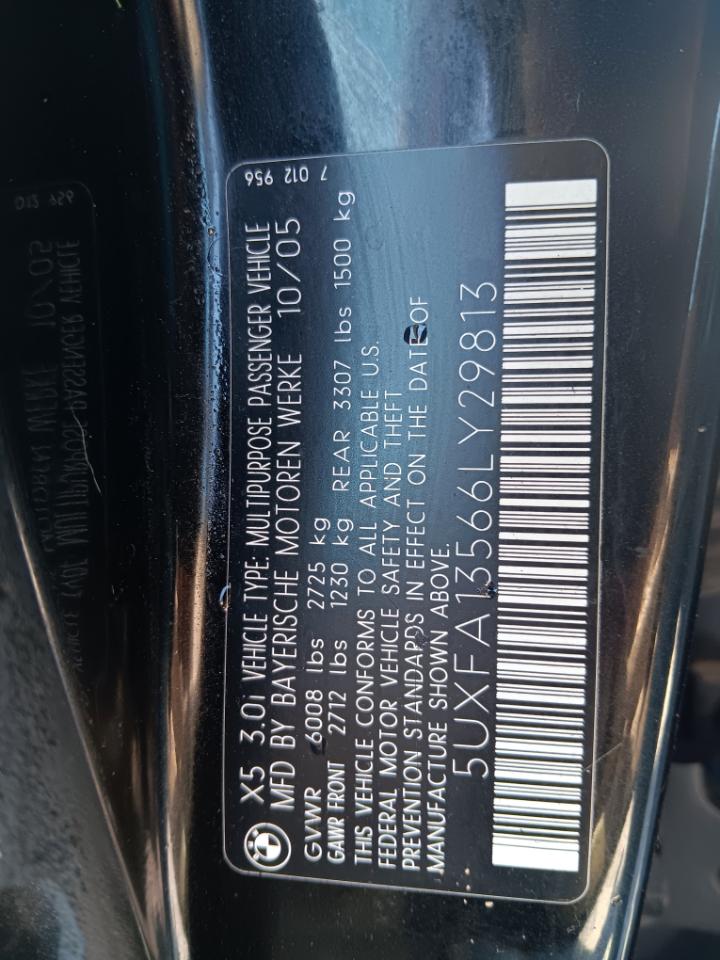 7 012 956
X5 3.0i VEHICLE TYPE: MULTIPURPOSE PASSENGER VEHICLE
MFD BY BAYERISCHE MOTOREN WERKE 10/05
GVWR 6008 lbs 2725 kg
GAWR FRONT 2712 lbs 1230 kg REAR 3307 lbs 1500 kg
THIS VEHICLE CONFORMS TO ALL APPLICABLE U.S.
FEDERAL MOTOR VEHICLE SAFETY AND THEFT
PREVENTION STANDARDS IN EFFECT ON THE DATE OF
MANUFACTURE SHOWN ABOVE.
5UXFA13566LY29813